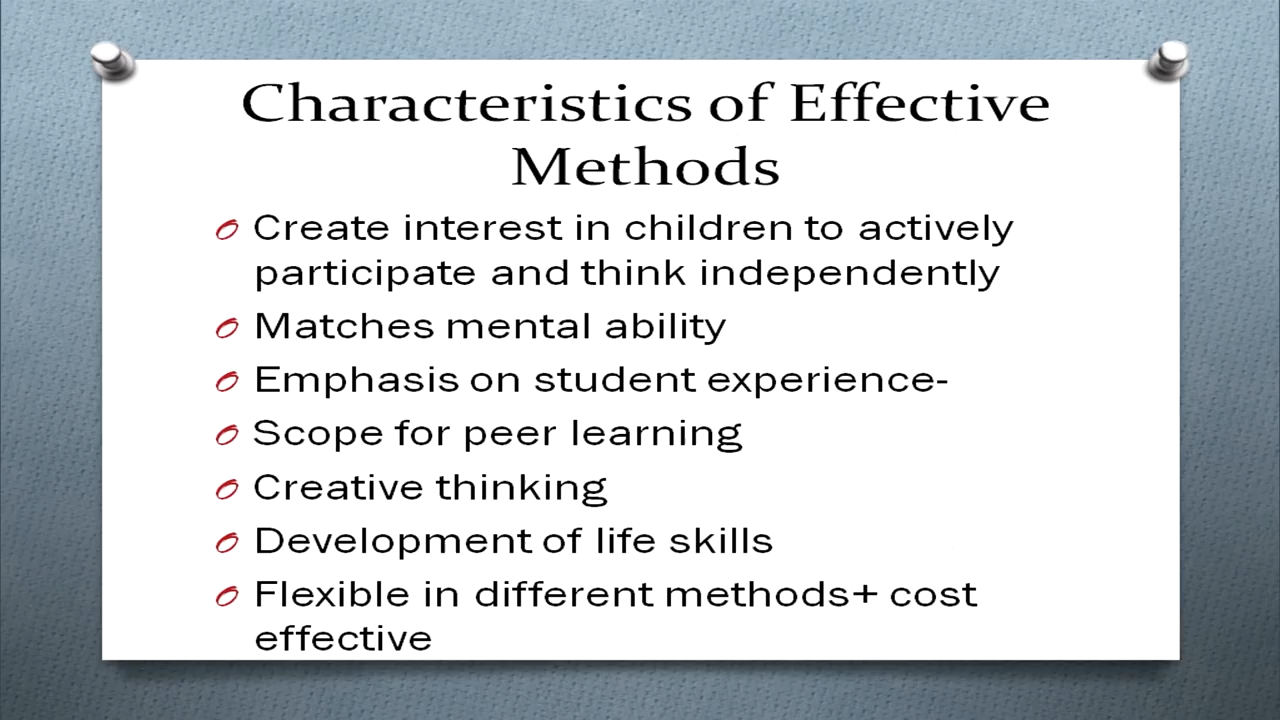 Characteristics of Effective
Methods
Create interest in children to actively
participate and think independently
Matches mental ability
Emphasis on student experience-
Scope for peer learning
Creative thinking
Development of life skills
Flexible in different methods+ cost
effective